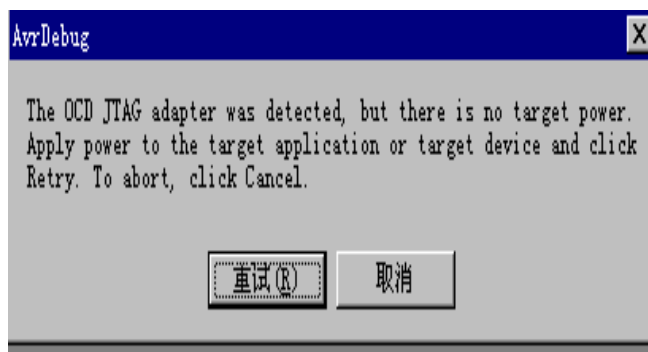 AvrDebug
The OCD JTAG adapter was detected, but there is no target power.
Apply power to the target application or target device and click
Retry. To abort, click Cancel.
重试(R)
取消